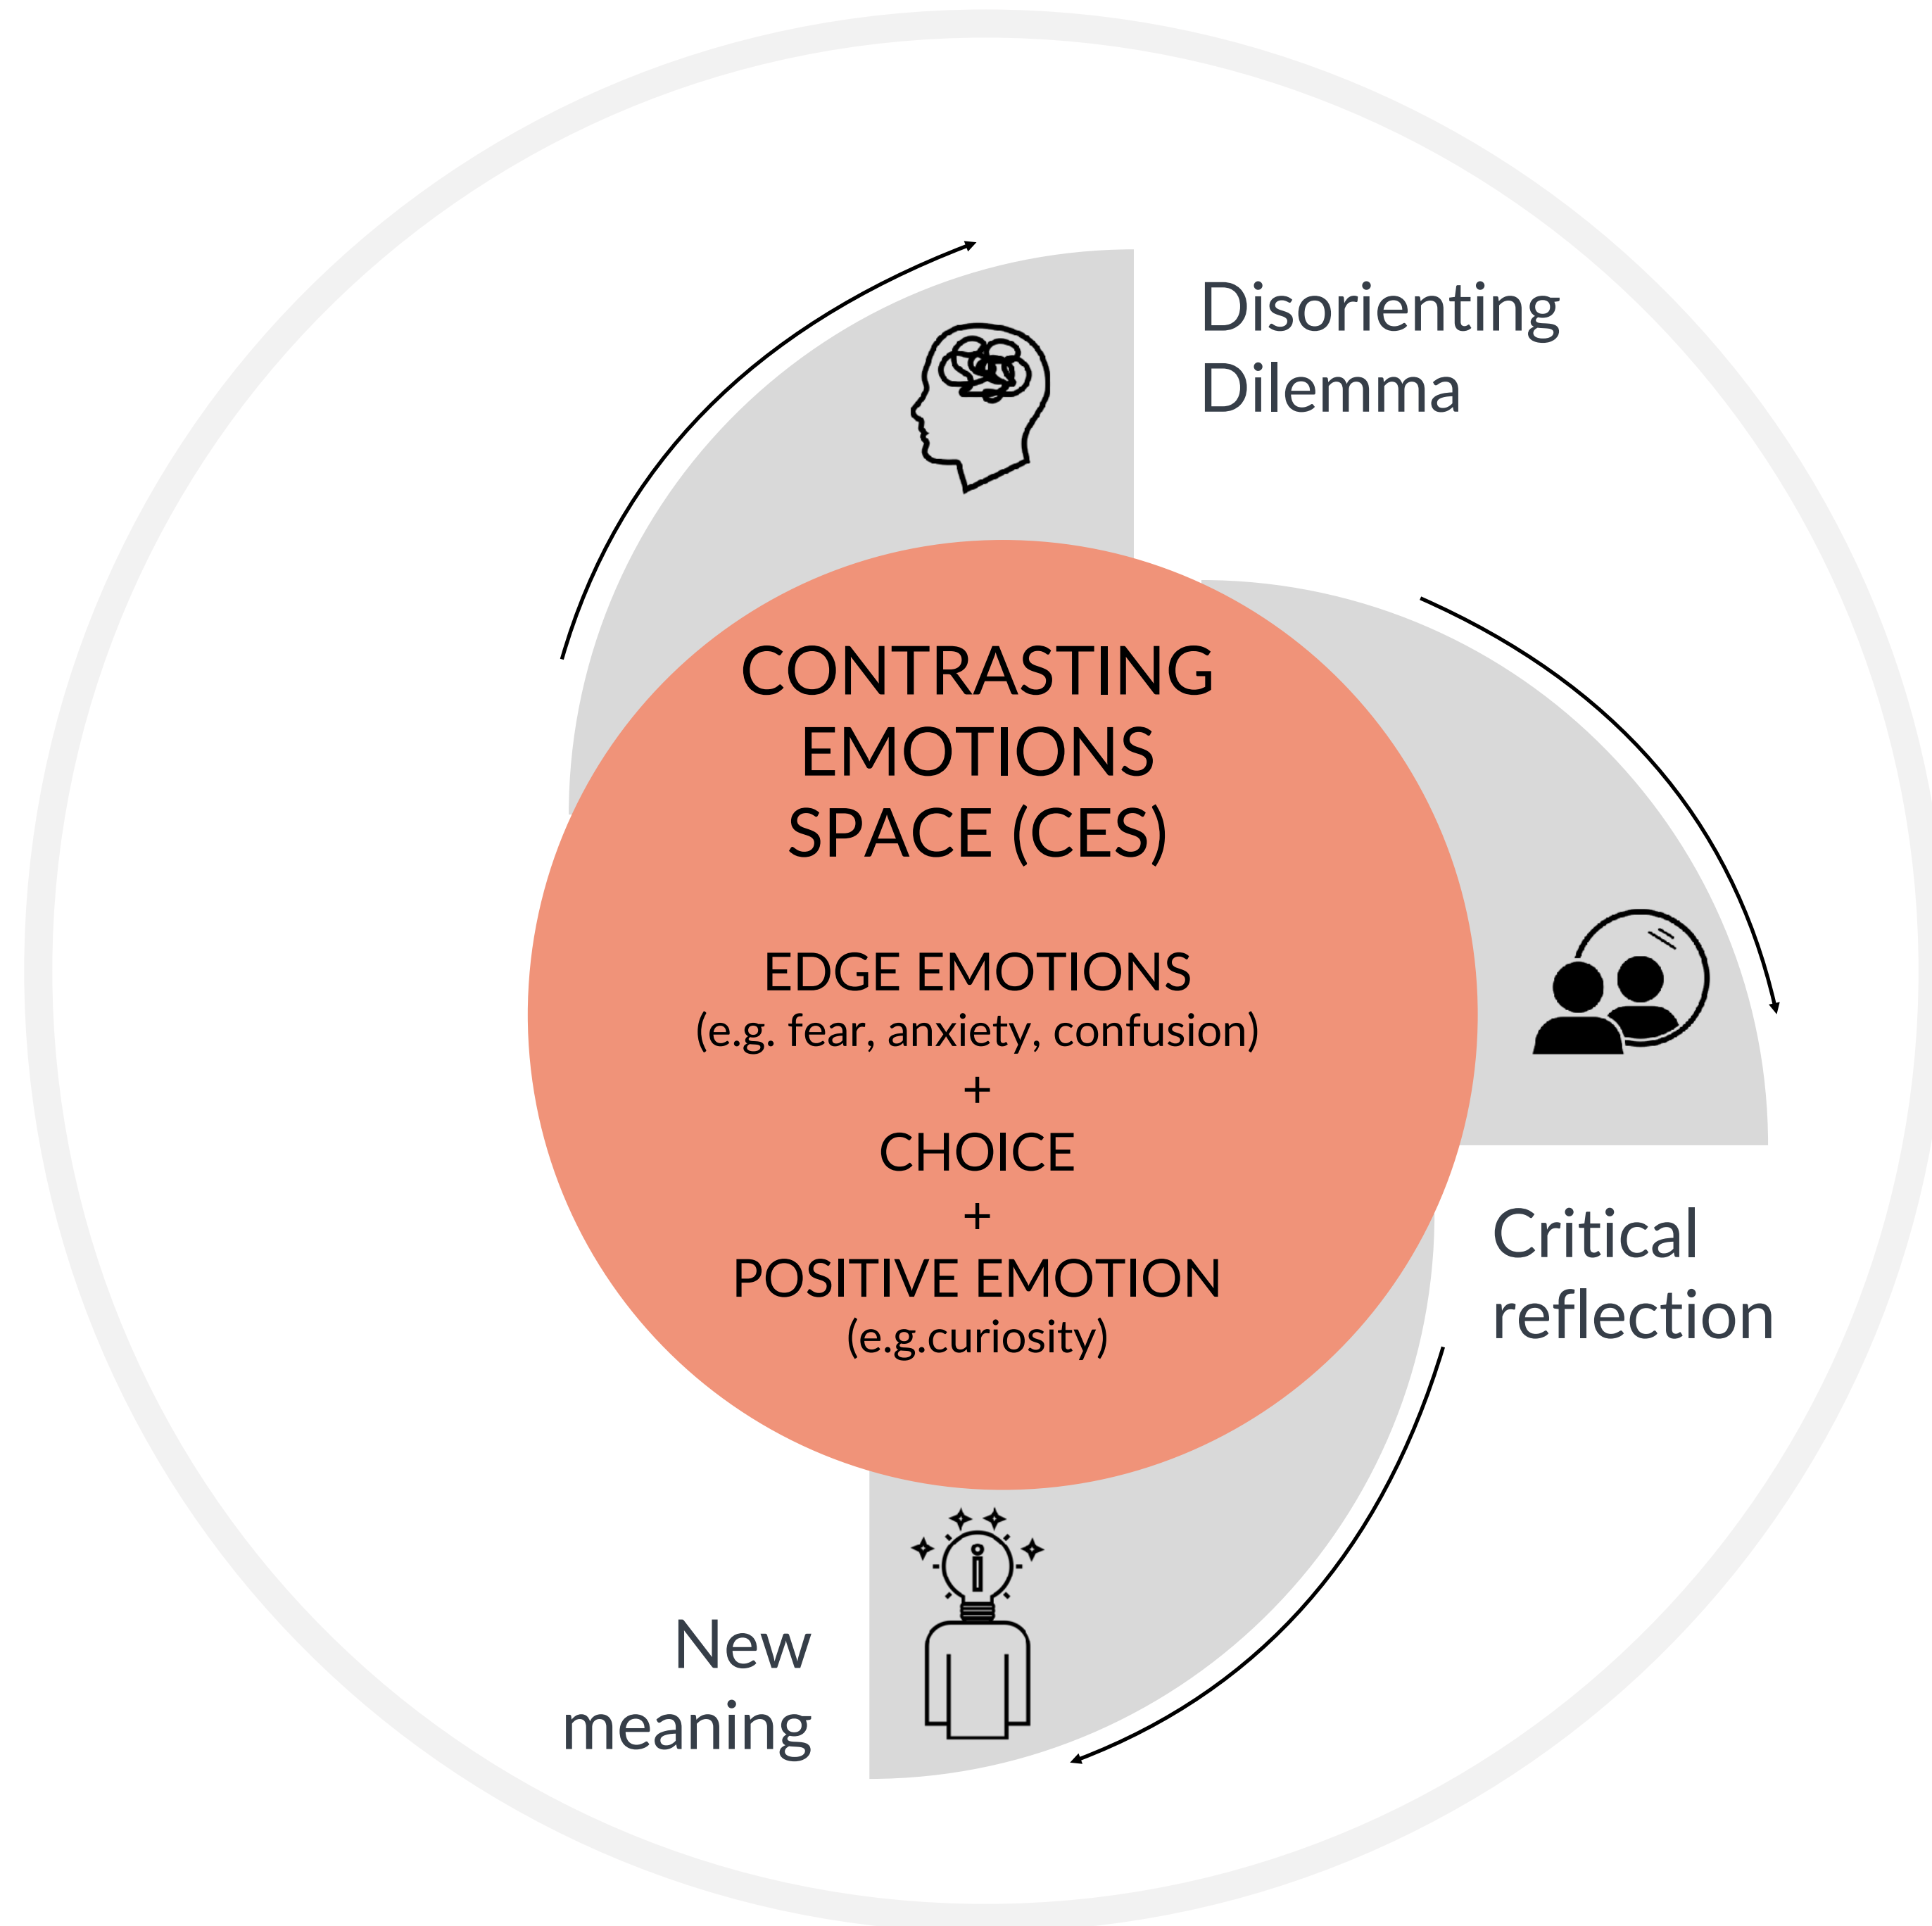 Disorienting
Dilemma
CONTRASTING
EMOTIONS
SPACE (CES)
EDGE EMOTIONS
(e.g. fear, anxiety, confusion)
+
CHOICE
+
POSITIVE EMOTION
(e.g.curiosity)
Critical
reflection
New
meaning